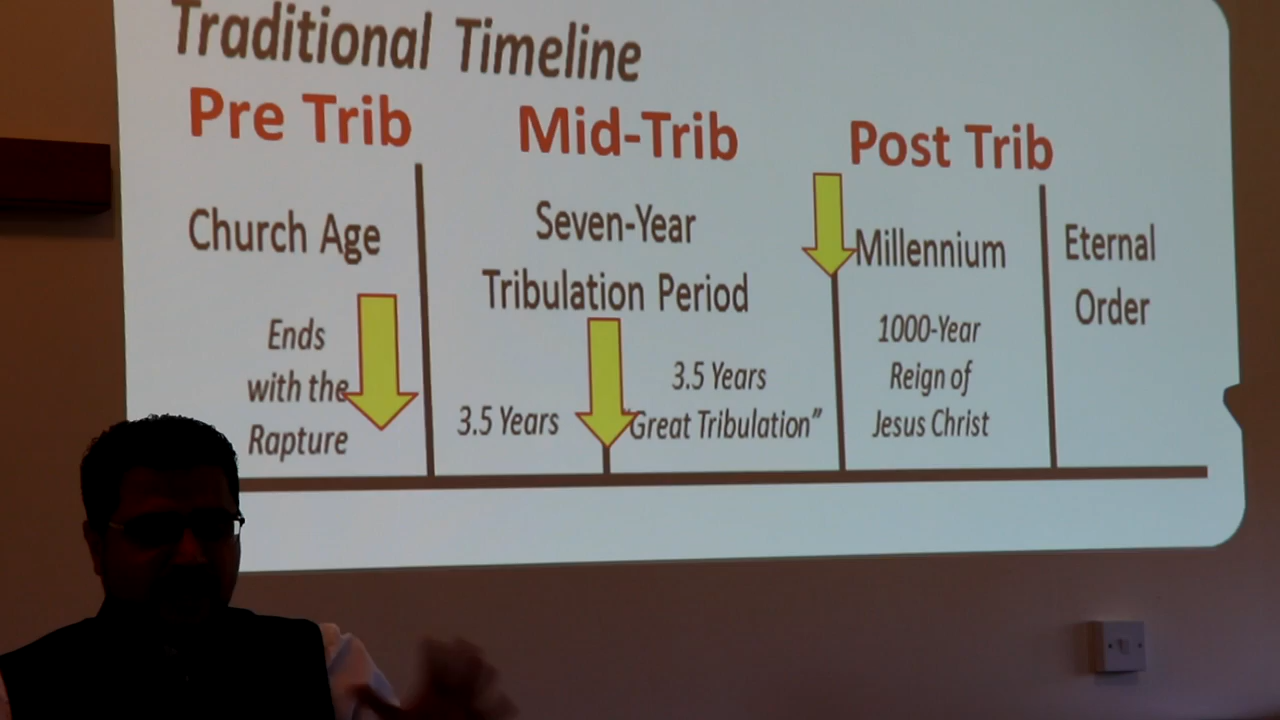 Traditional Timeline
Pre Trib
Mid-Trib
Post Trib
Church Age
Ends
with the
Rapture
Seven-Year
Tribulation Period
3.5 Years
3.5 Years
Great Tribulation”
Millennium
1000-Year
Reign of
Jesus Christ
Eternal
Order